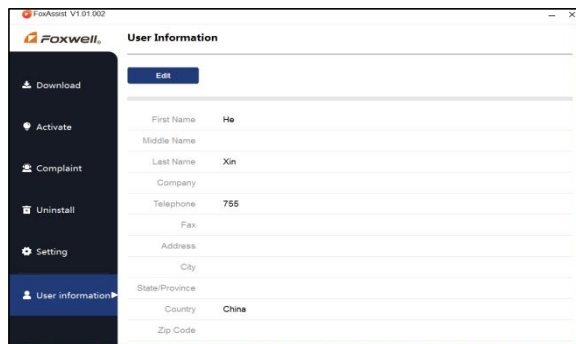 FoxAssist V1.01.002
FOXWELL®
User Information
Edit
Download
Activate
Complaint
Uninstall
Setting
User information
First Name He
Middle Name
Last Name Xin
Company
Telephone 755
Fax
Address
City
State/Province
Country China
Zip Code